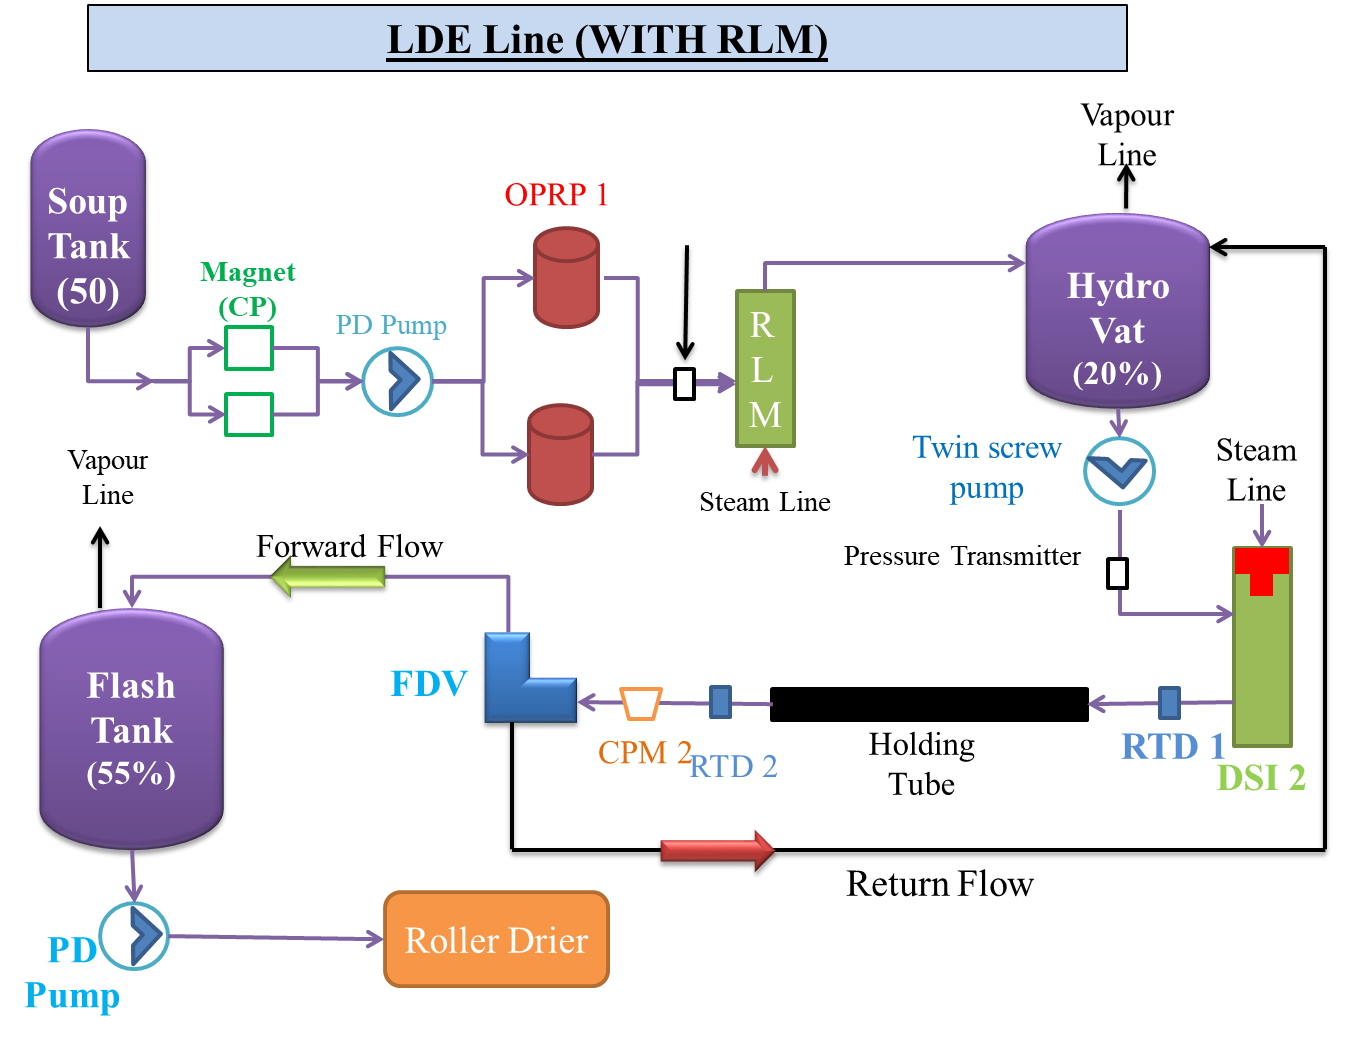 LDE Line (WITH RLM)
Vapour
Line
Soup
Tank
(50)
OPRP 1
Magnet
(CP)
PD Pump
R
L
M
Hydro
Vat
(20%)
Steam Line
Twin screw
pump
Steam
Line
Pressure Transmitter
Vapour
Line
Forward Flow
Flash
Tank
(55%)
FDV
CPM 2
RTD 2
Holding
Tube
RTD 1
DSI 2
Return Flow
PD
Pump
Roller Drier